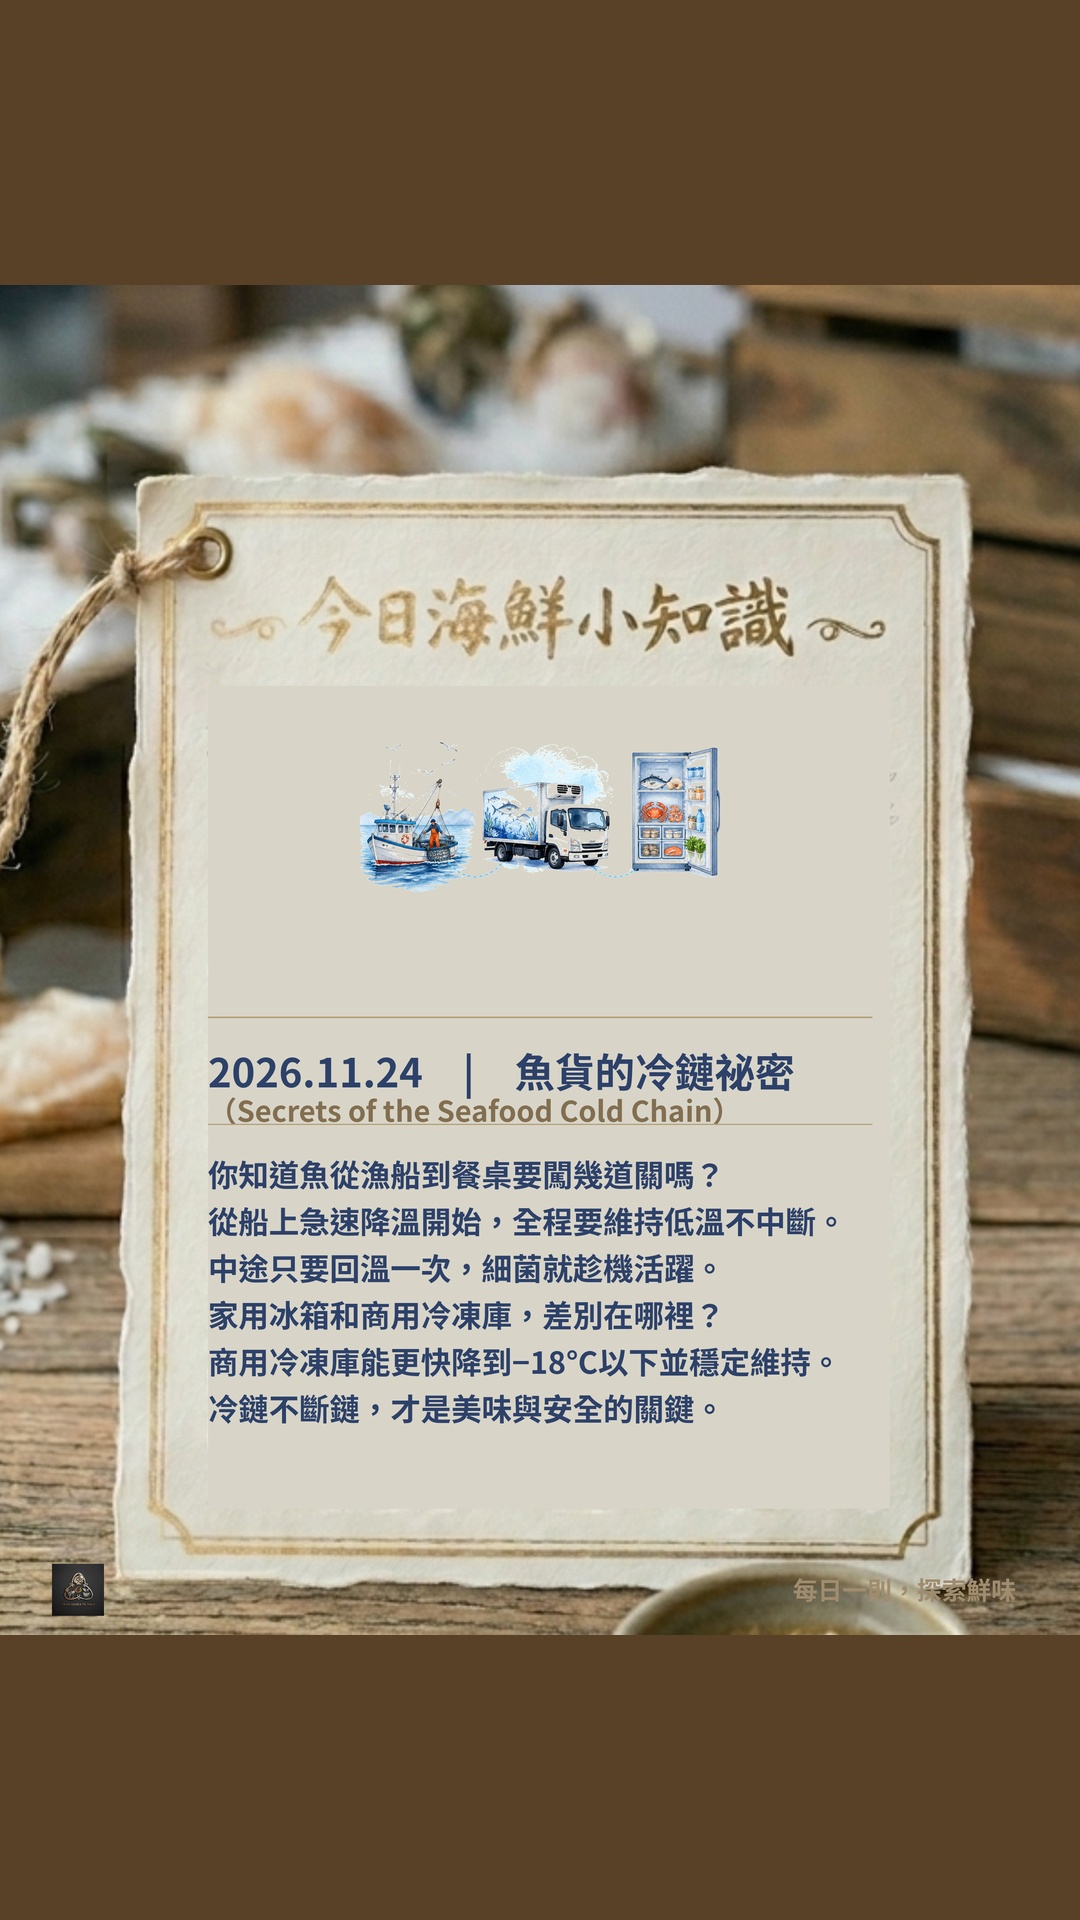 今日海鮮小知識
2026.11.24 | 魚貨的冷鏈祕密
（Secrets of the Seafood Cold Chain）
你知道魚從漁船到餐桌要闖幾道關嗎？
從船上急速降溫開始，全程要維持低溫不中斷。
中途只要回溫一次，細菌就趁機活躍。
家用冰箱和商用冷凍庫，差別在哪裡？
商用冷凍庫能更快降到−18°C以下並穩定維持。
冷鏈不斷鏈，才是美味與安全的關鍵。
每日一則，探索鮮味